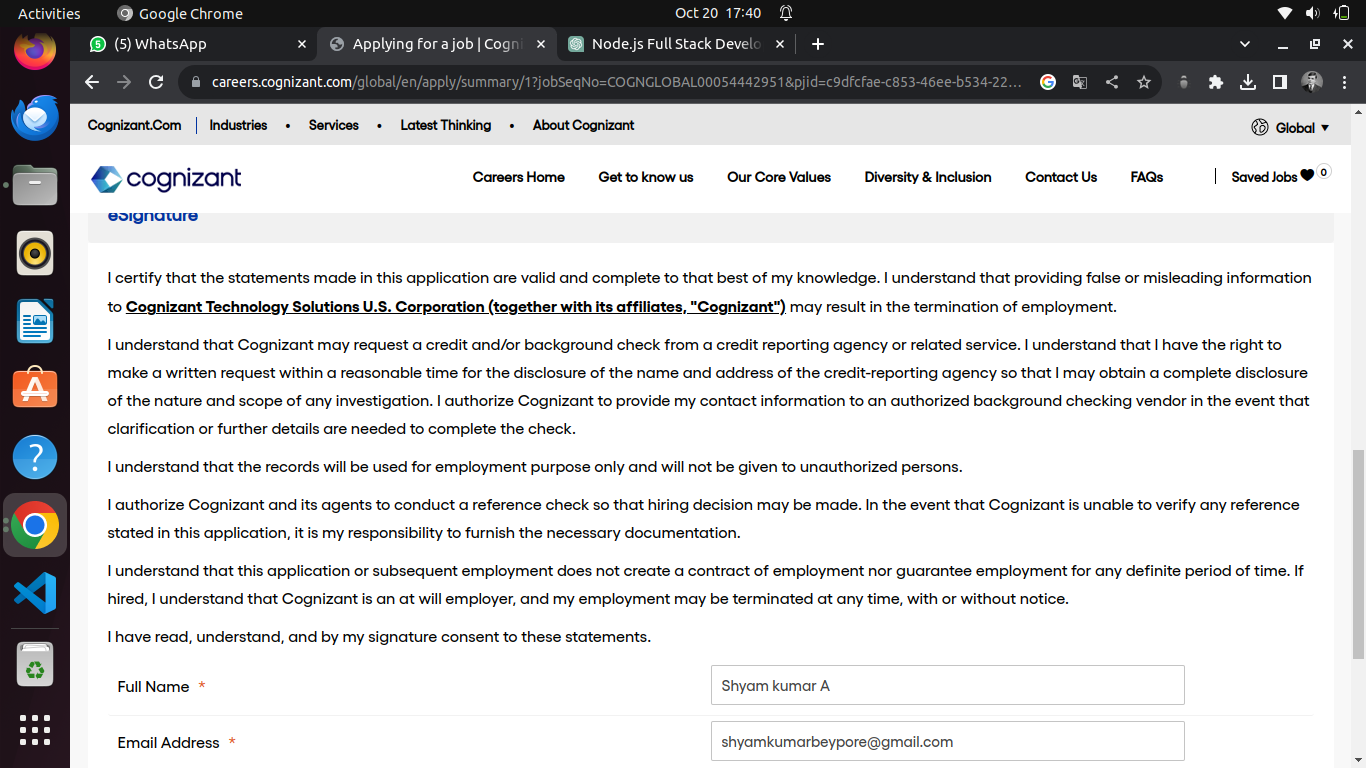 Activities
Google Chrome
Oct 20 17:40
(5) WhatsApp
Applying for a job | Cogni
Node.js Full Stack Develo
careers.cognizant.com/global/en/apply/summary/1?jobSeqNo=COGNGLOBAL00054442951&pjid=c9dfcfae-c853-46ee-b534-22...
Cognizant.Com
Industries • Services • Latest Thinking • About Cognizant
Global
cognizant
Careers Home
Get to know us
Our Core Values
Diversity & Inclusion
Contact Us
FAQs
Saved Jobs
0
eSignature
I certify that the statements made in this application are valid and complete to that best of my knowledge. I understand that providing false or misleading information
to Cognizant Technology Solutions U.S. Corporation (together with its affiliates, "Cognizant") may result in the termination of employment.
I understand that Cognizant may request a credit and/or background check from a credit reporting agency or related service. I understand that I have the right to
make a written request within a reasonable time for the disclosure of the name and address of the credit-reporting agency so that I may obtain a complete disclosure
of the nature and scope of any investigation. I authorize Cognizant to provide my contact information to an authorized background checking vendor in the event that
clarification or further details are needed to complete the check.
I understand that the records will be used for employment purpose only and will not be given to unauthorized persons.
I authorize Cognizant and its agents to conduct a reference check so that hiring decision may be made. In the event that Cognizant is unable to verify any reference
stated in this application, it is my responsibility to furnish the necessary documentation.
I understand that this application or subsequent employment does not create a contract of employment nor guarantee employment for any definite period of time. If
hired, I understand that Cognizant is an at will employer, and my employment may be terminated at any time, with or without notice.
I have read, understand, and by my signature consent to these statements.
Full Name *
Shyam kumar A
Email Address *
shyamkumarbeypore@gmail.com